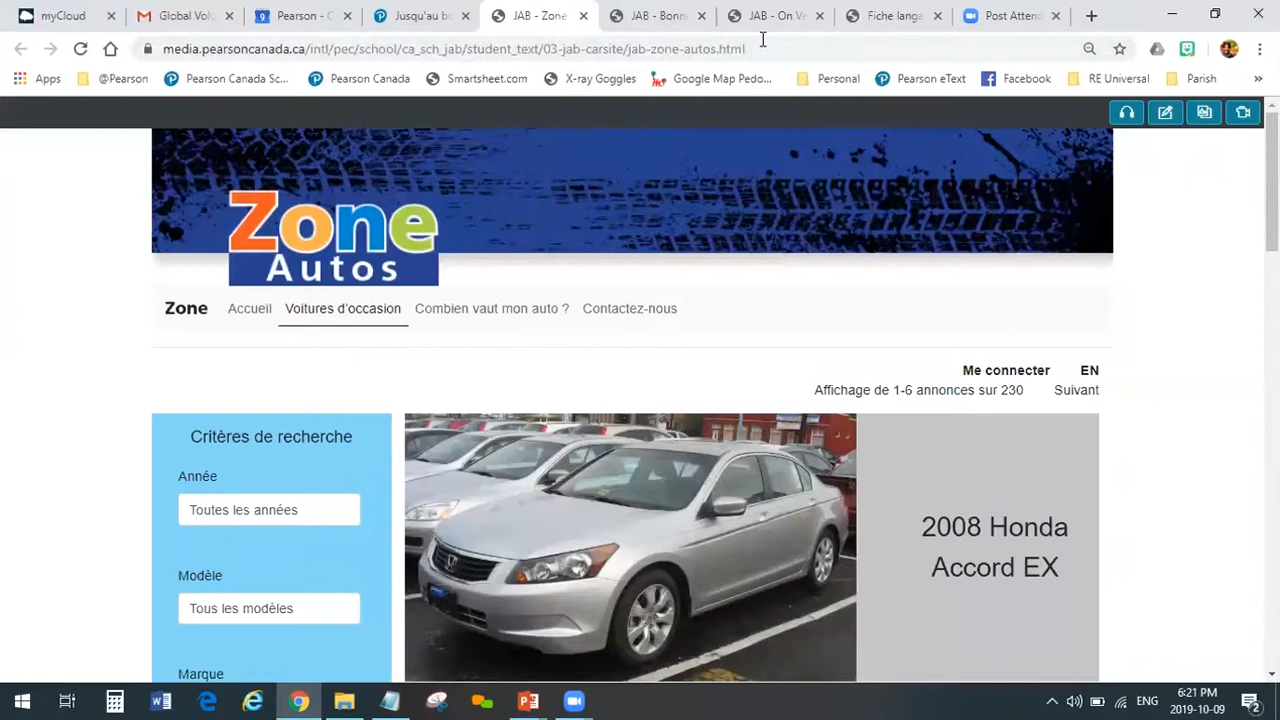 myCloud
Global Vol
Pearson - C
Jusqu'au bo
JAB - Zone
JAB - Bonn
JAB - On Ve
Fiche langa
Post Attend
media.pearsoncanada.ca/intl/pec/school/ca_sch_jab/student_text/03-jab-carsite/jab-zone-autos.html
Apps @Pearson Pearson Canada Sc... Pearson Canada Smartsheet.com X-ray Goggles Google Map Pedo... Personal Pearson eText Facebook RE Universal Parish »
Zone
Autos
Zone Accueil Voitures d'occasion Combien vaut mon auto ? Contactez-nous
Me connecter EN
Affichage de 1-6 annonces sur 230 Suivant
Critères de recherche
Année
Toutes les années
Modèle
Tous les modèles
Marque
2008 Honda
Accord EX
ENG
6:21 PM
2019-10-09
2